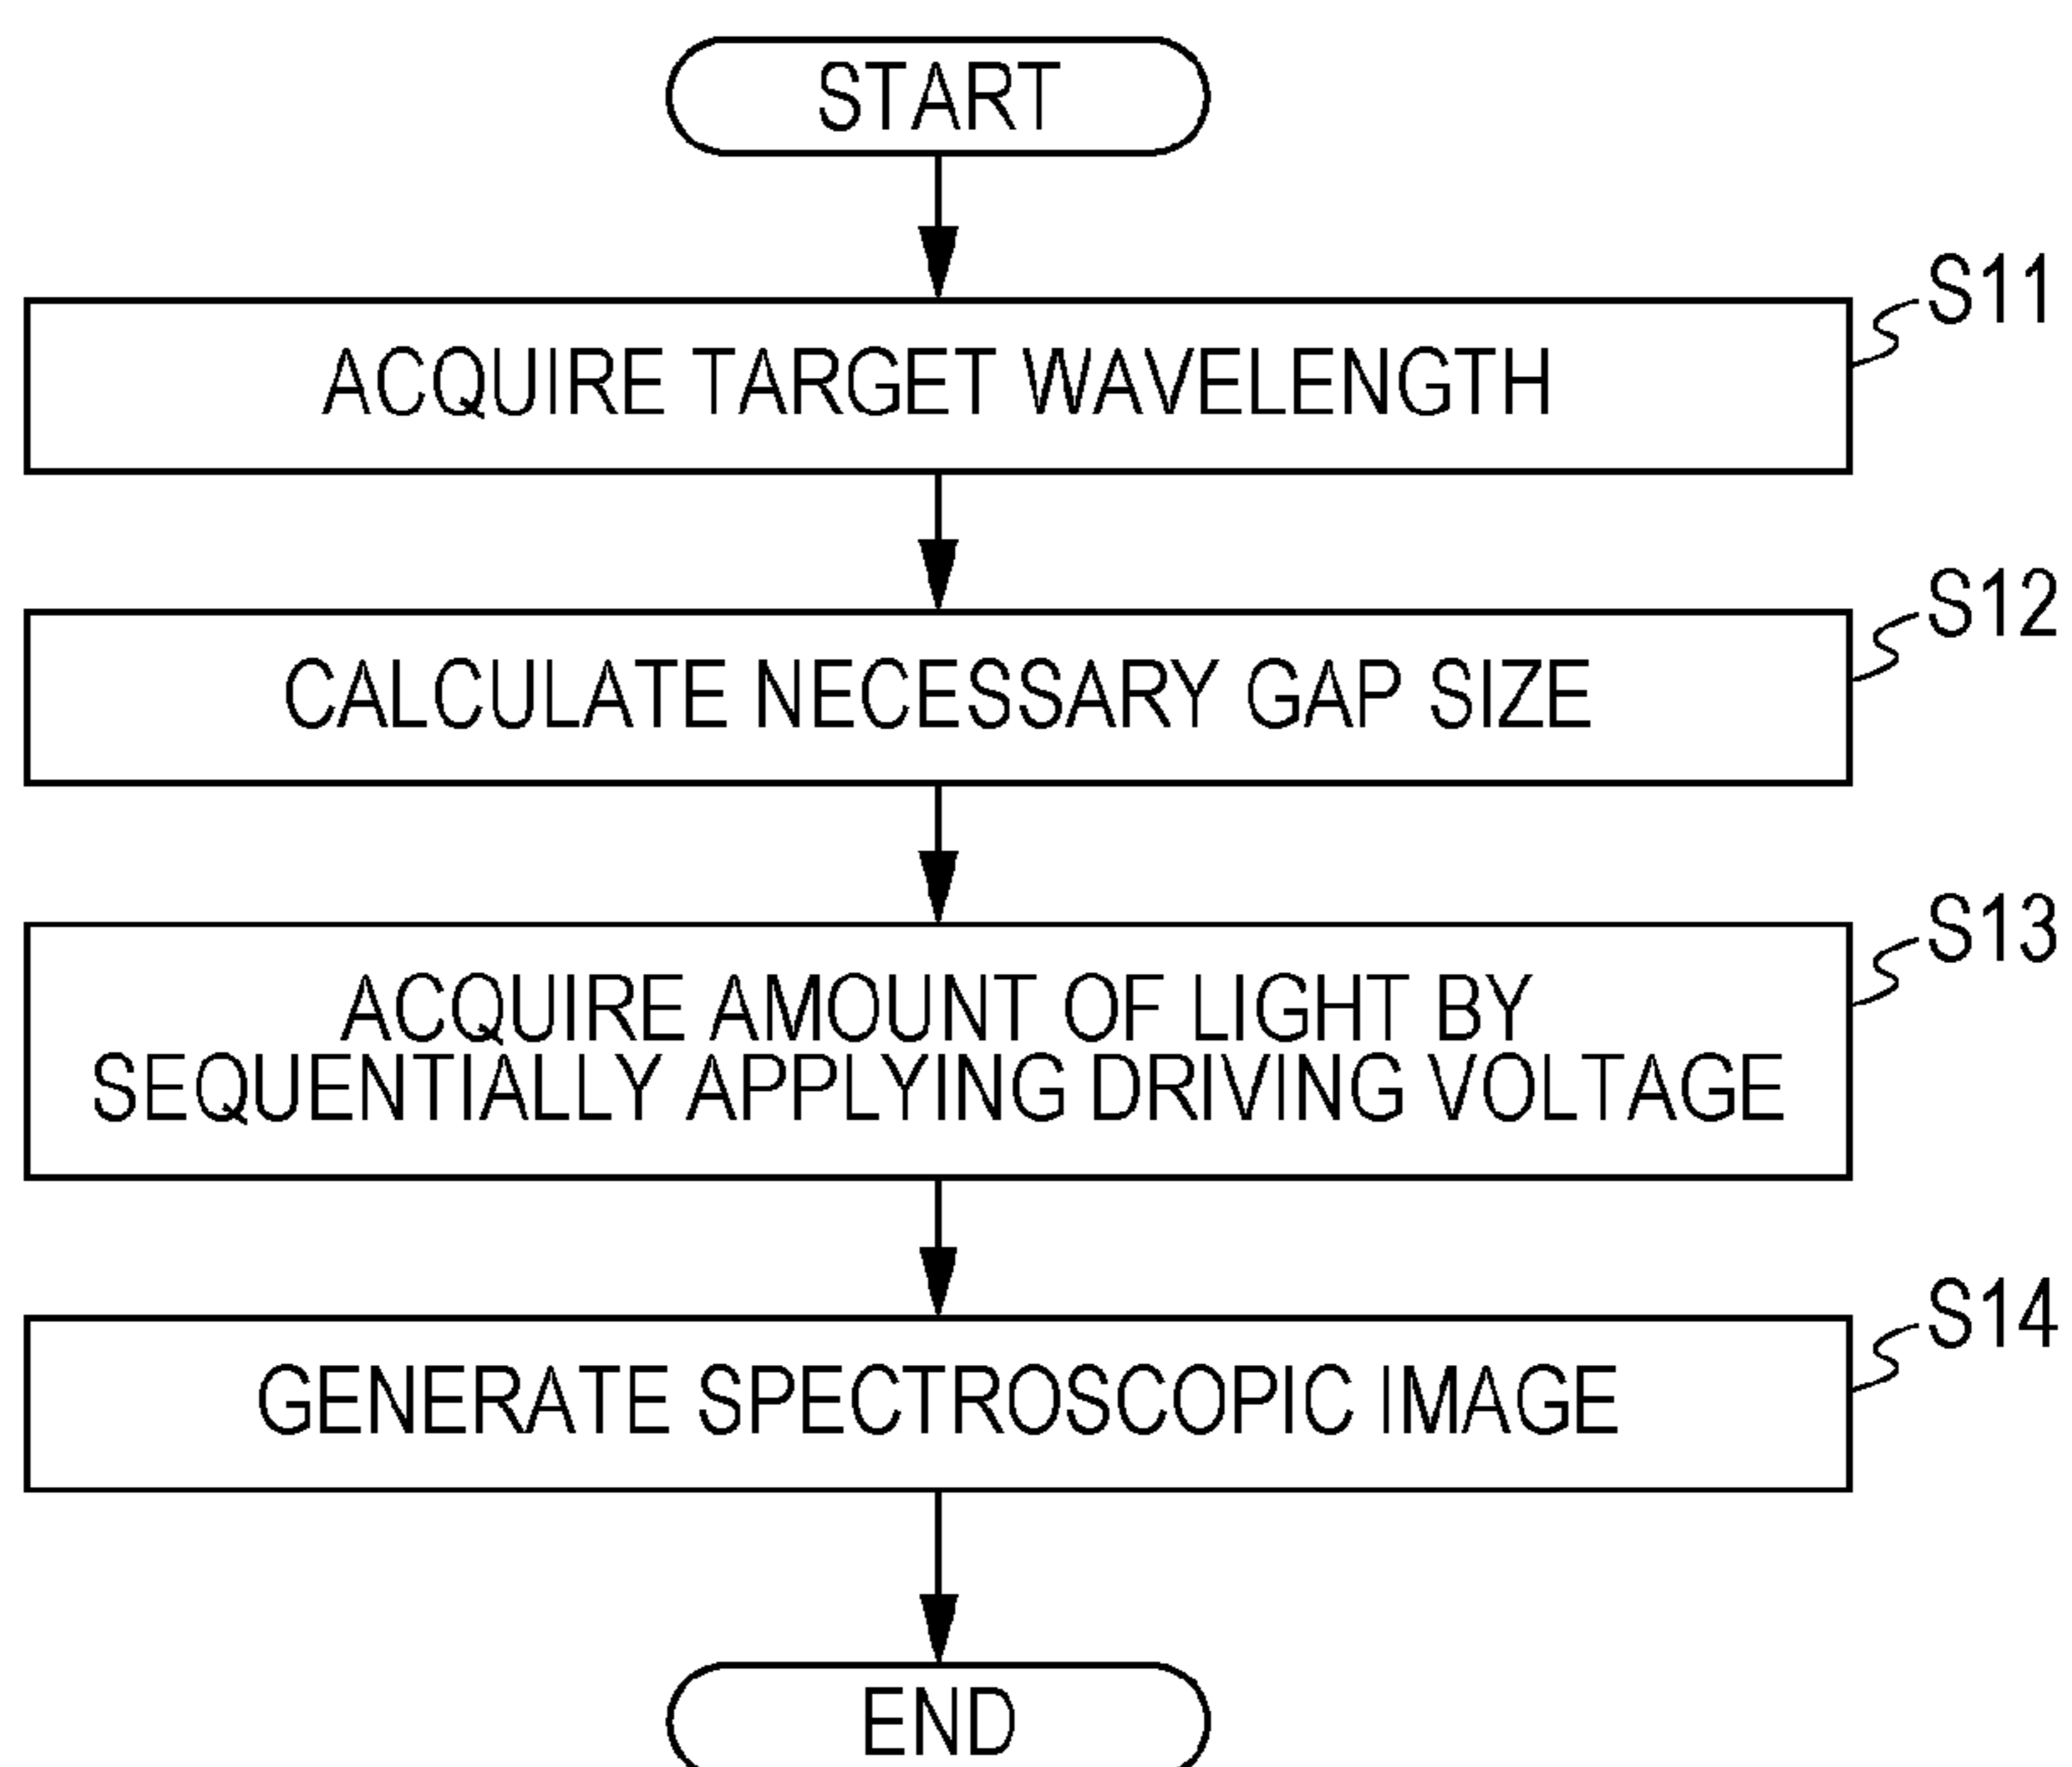 START
S11
ACQUIRE TARGET WAVELENGTH
S12
CALCULATE NECESSARY GAP SIZE
S13
ACQUIRE AMOUNT OF LIGHT BY
SEQUENTIALLY APPLYING DRIVING VOLTAGE
S14
GENERATE SPECTROSCOPIC IMAGE
END